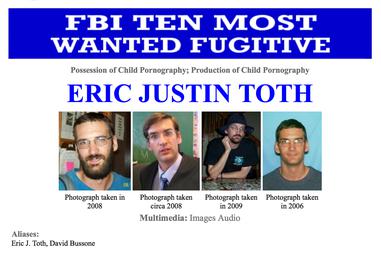 FBI TEN MOST
WANTED FUGITIVE
Possession of Child Pornography; Production of Child Pornography
ERIC JUSTIN TOTH
Photograph taken in 2008
Photograph taken circa 2008
Photograph taken in 2009
Photograph taken in 2006
Multimedia: Images Audio
Aliases:
Eric J. Toth, David Bussone